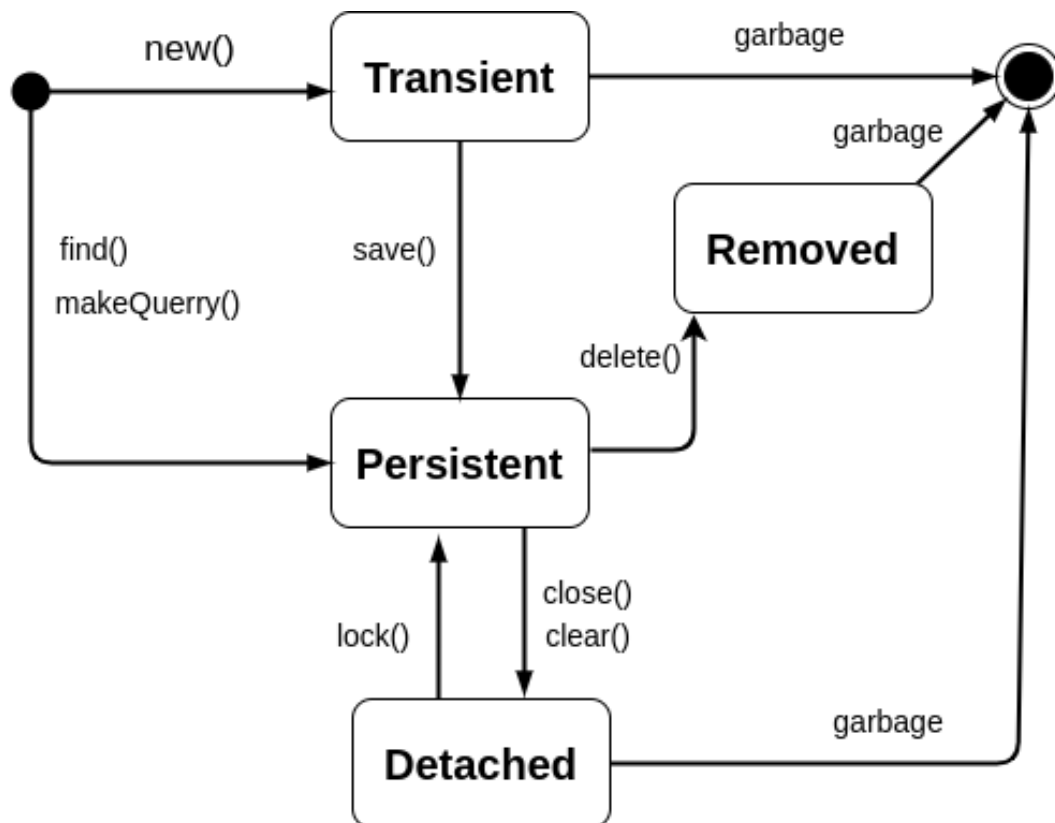 new()
Transient
garbage
garbage
find()
makeQuerry()
save()
Removed
delete()
Persistent
close()
clear()
lock()
Detached
garbage